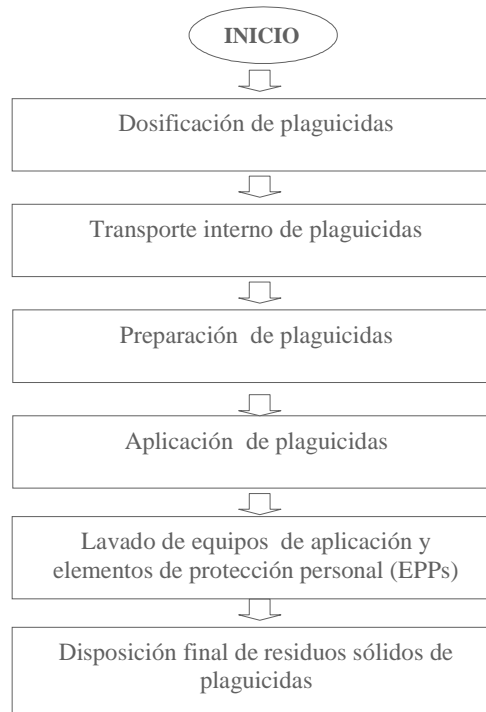 INICIO
Dosificación de plaguicidas
Transporte interno de plaguicidas
Preparación de plaguicidas
Aplicación de plaguicidas
Lavado de equipos de aplicación y
elementos de protección personal (EPPs)
Disposición final de residuos sólidos de
plaguicidas